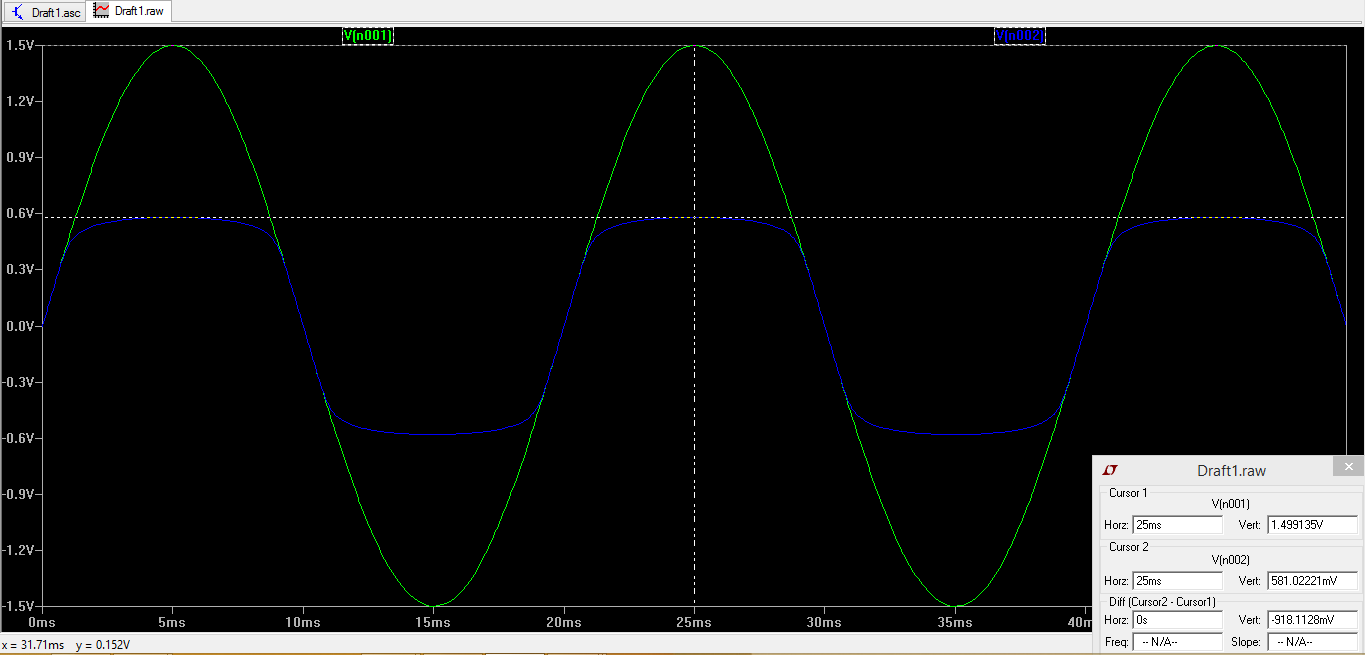 Draft1.asc Draft1.raw
V(n001) V(n002)
1.5V
1.2V
0.9V
0.6V
0.3V
0.0V
-0.3V
-0.6V
-0.9V
-1.2V
-1.5V
0ms 5ms 10ms 15ms 20ms 25ms 30ms 35ms 40m
Draft1.raw
Cursor 1
V(n001)
Horz: 25ms Vert: 1.499135V
Cursor 2
V(n002)
Horz: 25ms Vert: 581.02221mV
Diff (Cursor2 - Cursor1)
Horz: 0s Vert: -918.1128mV
Freq: -- N/A-- Slope: -- N/A--
x = 31.71ms y = 0.152V